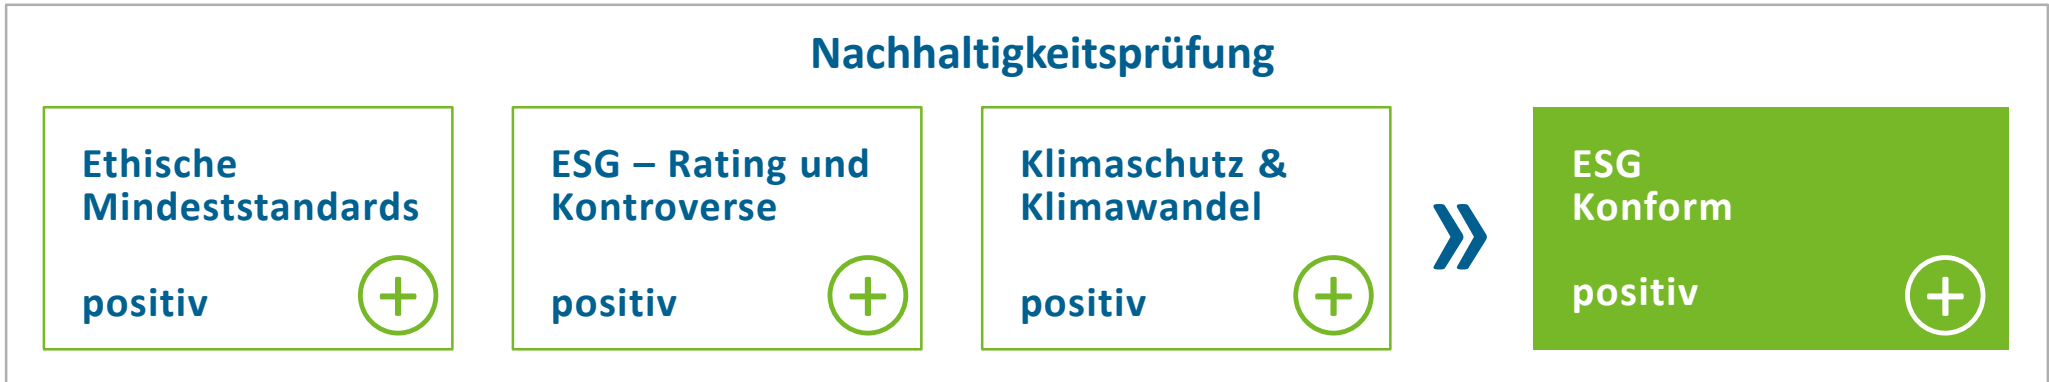 Nachhaltigkeitsprüfung
Ethische
Mindeststandards
positiv
ESG – Rating und
Kontroverse
positiv
Klimaschutz &
Klimawandel
positiv
ESG
Konform
positiv